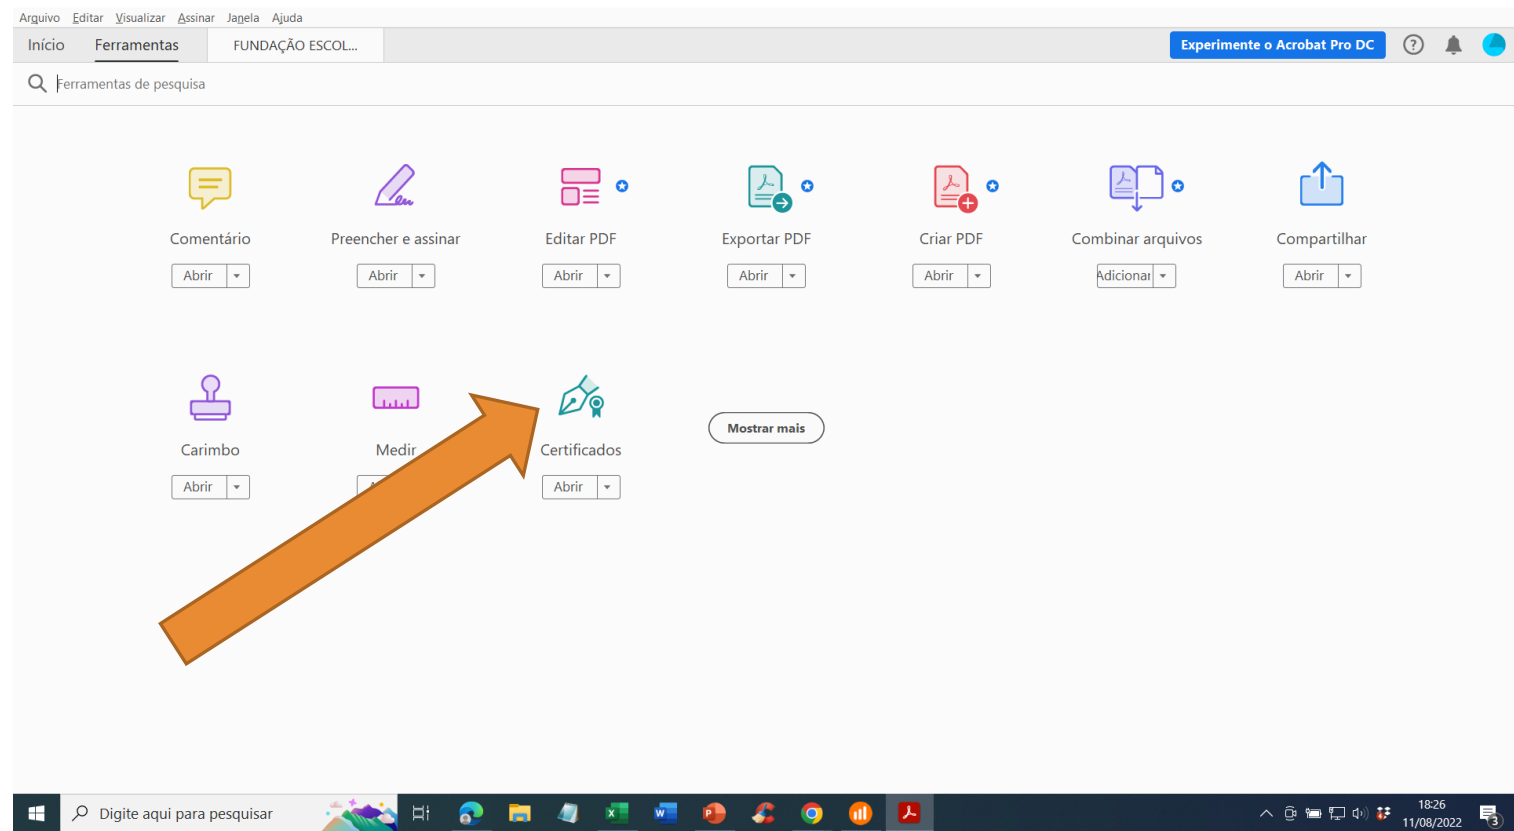 Arquivo Editar Visualizar Assinar Janela Ajuda
Início Ferramentas FUNDAÇÃO ESCOL... Experimente o Acrobat Pro DC
Ferramentas de pesquisa
Comentário Preencher e assinar Editar PDF Exportar PDF Criar PDF Combinar arquivos Compartilhar
Abrir Abrir Abrir Abrir Abrir Adicionar Abrir
Mostrar mais
Carimbo Medir Certificados
Abrir Abrir
Digite aqui para pesquisar
18:26
11/08/2022
3